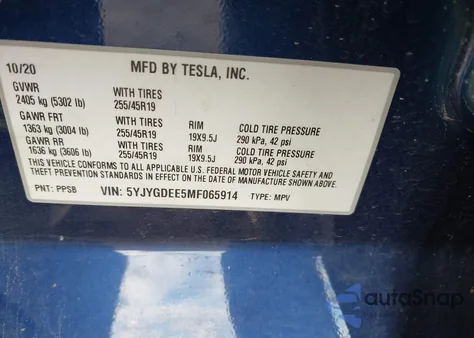 10/20 MFD BY TESLA, INC.
GVWR
2405 kg (5302 lb) WITH TIRES 255/45R19
GAWR FRT
1363 kg (3004 lb) WITH TIRES 255/45R19 RIM 19X9.5J COLD TIRE PRESSURE 290 kPa, 42 psi
GAWR RR
1636 kg (3606 lb) WITH TIRES 255/45R19 RIM 19X9.5J COLD TIRE PRESSURE 290 kPa, 42 psi
THIS VEHICLE CONFORMS TO ALL APPLICABLE U.S. FEDERAL MOTOR VEHICLE SAFETY AND
THEFT PREVENTION STANDARDS IN EFFECT ON THE DATE OF MANUFACTURE SHOWN ABOVE.
PNT: PPSB VIN: 5YJYGDEE5MF065914 TYPE: MPV
autoSnap